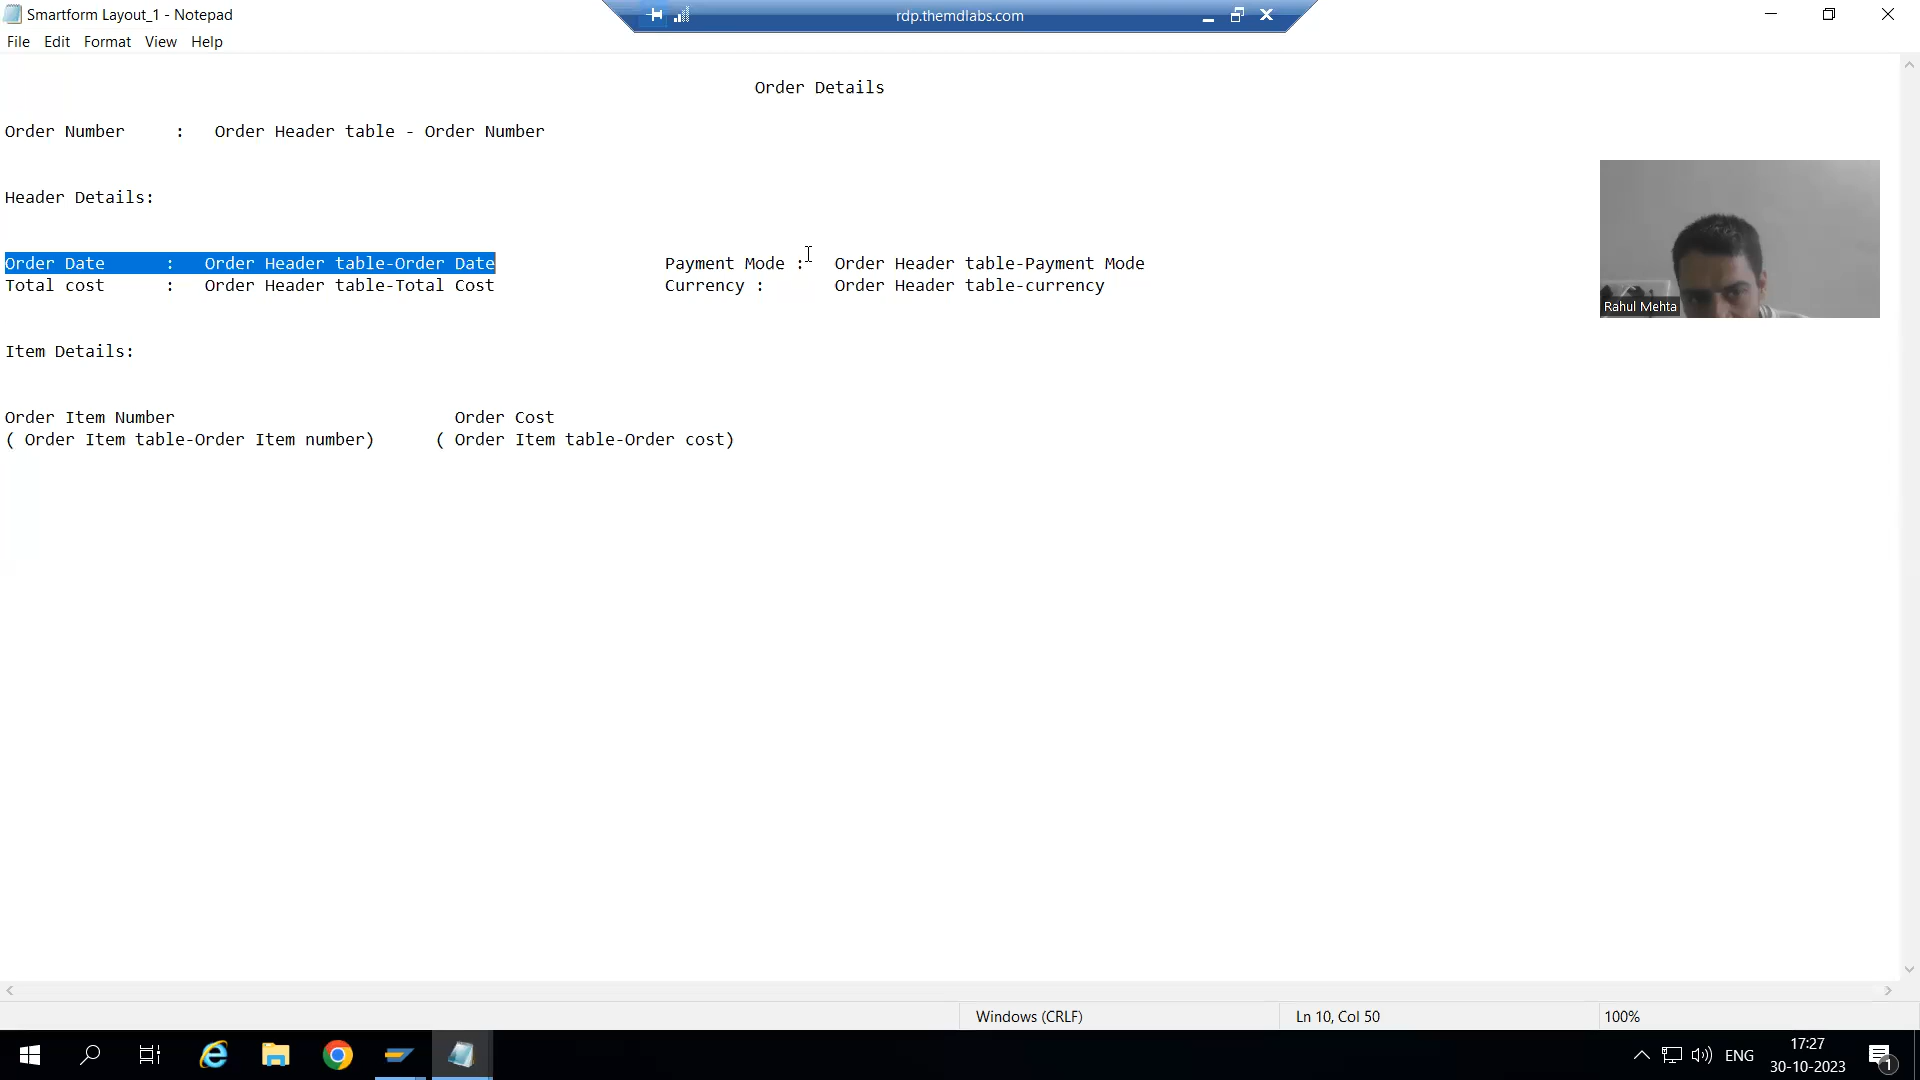 Smartform Layout_1 - Notepad
rdp.themdlabs.com
File Edit Format View Help
Order Details
Order Number : Order Header table - Order Number
Header Details:
Order Date : Order Header table-Order Date Payment Mode : Order Header table-Payment Mode
Total cost : Order Header table-Total Cost Currency : Order Header table-currency
Rahul Mehta
Item Details:
Order Item Number Order Cost
( Order Item table-Order Item number) ( Order Item table-Order cost)
Windows (CRLF) Ln 10, Col 50 100%
ENG
17:27
30-10-2023
1